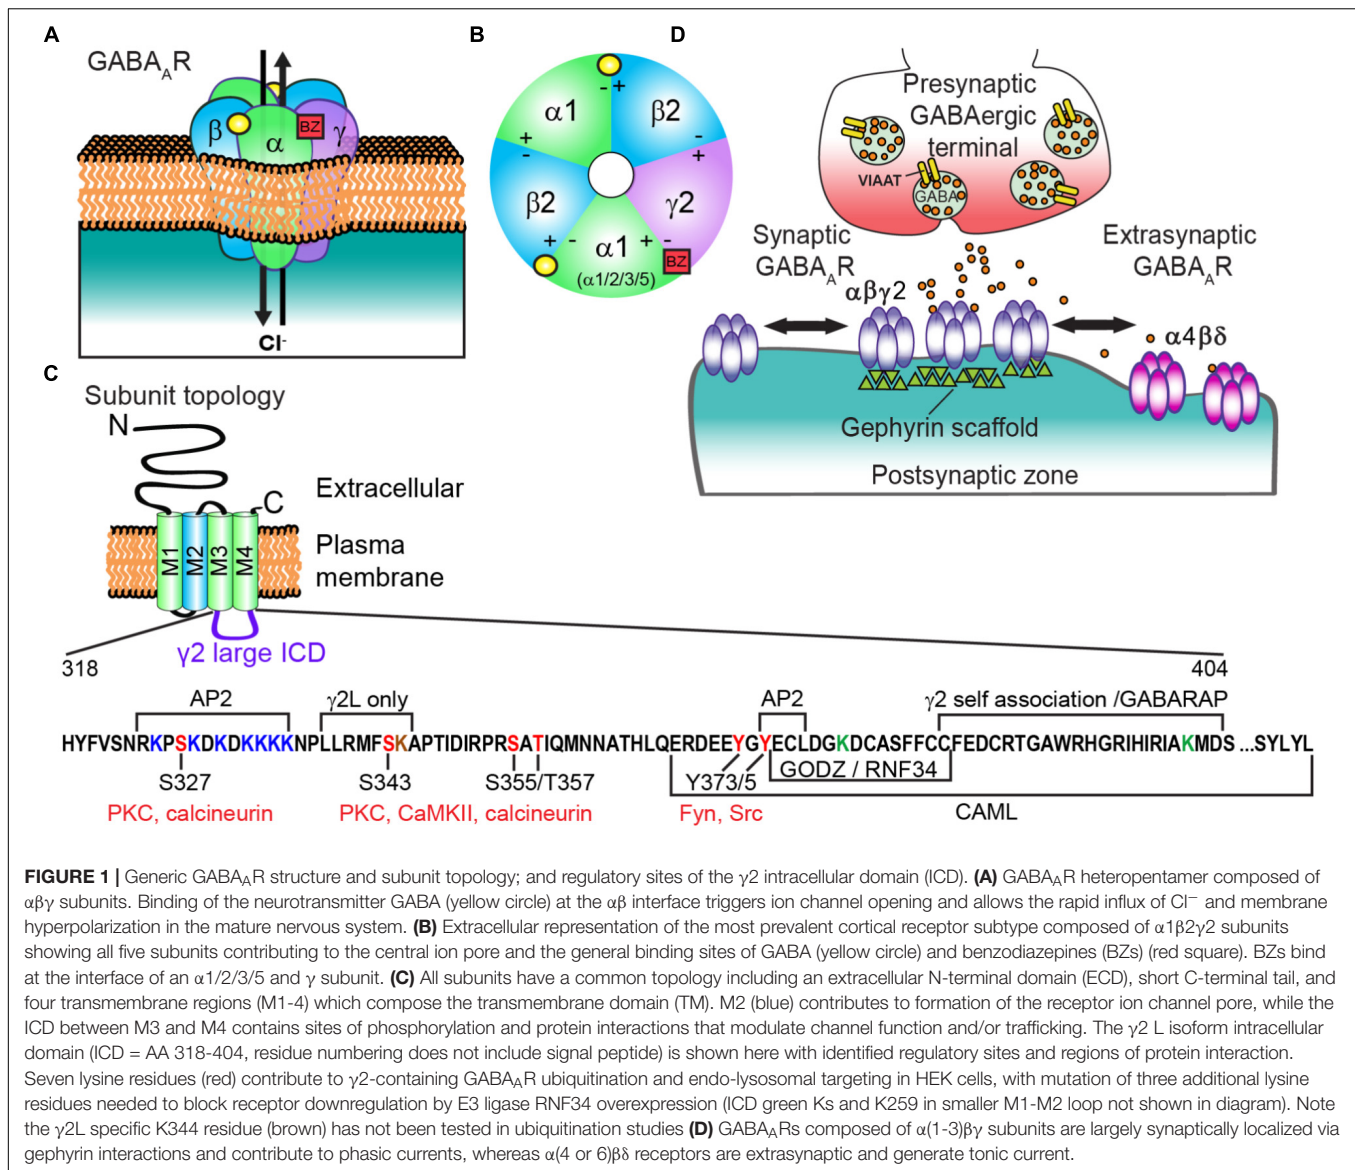 A
GABA_AR
β
α
BZ
γ
Cl-
B
α1
β2
β2
γ2
α1
(α1/2/3/5)
- +
-
+
+
-
+ -
+ -
BZ
D
Presynaptic
GABAergic
terminal
VIAAT
GABA
Synaptic
GABA_AR
Extrasynaptic
GABA_AR
αβγ2
α4βδ
Gephyrin scaffold
Postsynaptic zone
C
Subunit topology
N
C
Extracellular
M1
M2
M3
M4
Plasma
membrane
γ2 large ICD
318
404
AP2
γ2L only
AP2
γ2 self association /GABARAP
HYFVSNRKPSKDKDKKKKNPLLRMFSKAPTIDIRPRSATIQMNNATHLQERDEEYGYECLDGKDCASFFCCFEDCRTGAWRHGRIHIRIAKMDS ...SYLYL
S327
S343
S355/T357
Y373/5
GODZ / RNF34
PKC, calcineurin
PKC, CaMKII, calcineurin
Fyn, Src
CAML
FIGURE 1 | Generic GABA_AR structure and subunit topology; and regulatory sites of the γ2 intracellular domain (ICD). (A) GABA_AR heteropentamer composed of
αβγ subunits. Binding of the neurotransmitter GABA (yellow circle) at the αβ interface triggers ion channel opening and allows the rapid influx of Cl− and membrane
hyperpolarization in the mature nervous system. (B) Extracellular representation of the most prevalent cortical receptor subtype composed of α1β2γ2 subunits
showing all five subunits contributing to the central ion pore and the general binding sites of GABA (yellow circle) and benzodiazepines (BZs) (red square). BZs bind
at the interface of an α1/2/3/5 and γ subunit. (C) All subunits have a common topology including an extracellular N-terminal domain (ECD), short C-terminal tail, and
four transmembrane regions (M1-4) which compose the transmembrane domain (TM). M2 (blue) contributes to formation of the receptor ion channel pore, while the
ICD between M3 and M4 contains sites of phosphorylation and protein interactions that modulate channel function and/or trafficking. The γ2 L isoform intracellular
domain (ICD = AA 318-404, residue numbering does not include signal peptide) is shown here with identified regulatory sites and regions of protein interaction.
Seven lysine residues (red) contribute to γ2-containing GABA_AR ubiquitination and endo-lysosomal targeting in HEK cells, with mutation of three additional lysine
residues needed to block receptor downregulation by E3 ligase RNF34 overexpression (ICD green Ks and K259 in smaller M1-M2 loop not shown in diagram). Note
the γ2L specific K344 residue (brown) has not been tested in ubiquitination studies (D) GABA_ARs composed of α(1-3)βγ subunits are largely synaptically localized via
gephyrin interactions and contribute to phasic currents, whereas α(4 or 6)βδ receptors are extrasynaptic and generate tonic current.